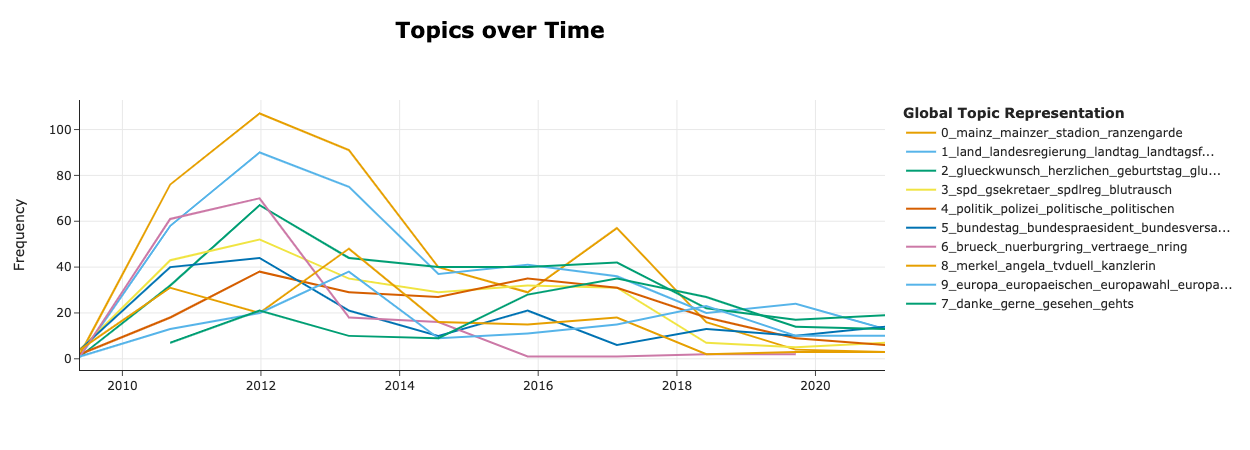 Topics over Time
Frequency
100
80
60
40
20
0
2010 2012 2014 2016 2018 2020
Global Topic Representation
0_mainz_mainzer_stadion_ranzengarde
1_land_landesregierung_landtag_landtagsf...
2_glueckwunsch_herzlichen_geburtstag_glu...
3_spd_gsekretaer_spdlreg_blutrausch
4_politik_polizei_politische_politischen
5_bundestag_bundespraesident_bundesversa...
6_brueck_nuerburgring_vertraege_nring
8_merkel_angela_tvduell_kanzlerin
9_europa_europaeischen_europawahl_europa...
7_danke_gerne_gesehen_gehts